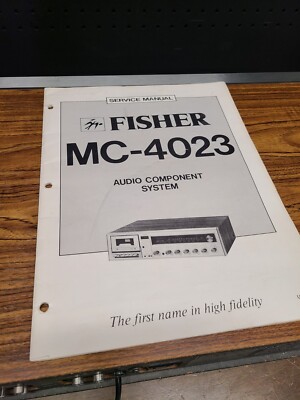 SERVICE MANUAL
FISHER
MC-4023
AUDIO COMPONENT
SYSTEM
The first name in high fidelity